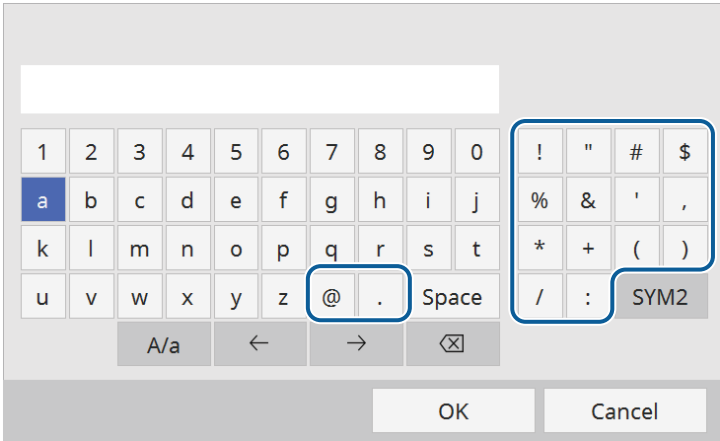 1 2 3 4 5 6 7 8 9 0 ! " # $
a b c d e f g h i j % & ' ,
k l m n o p q r s t * + ( )
u v w x y z @ . Space / : SYM2
A/a ← → ⌫
OK Cancel